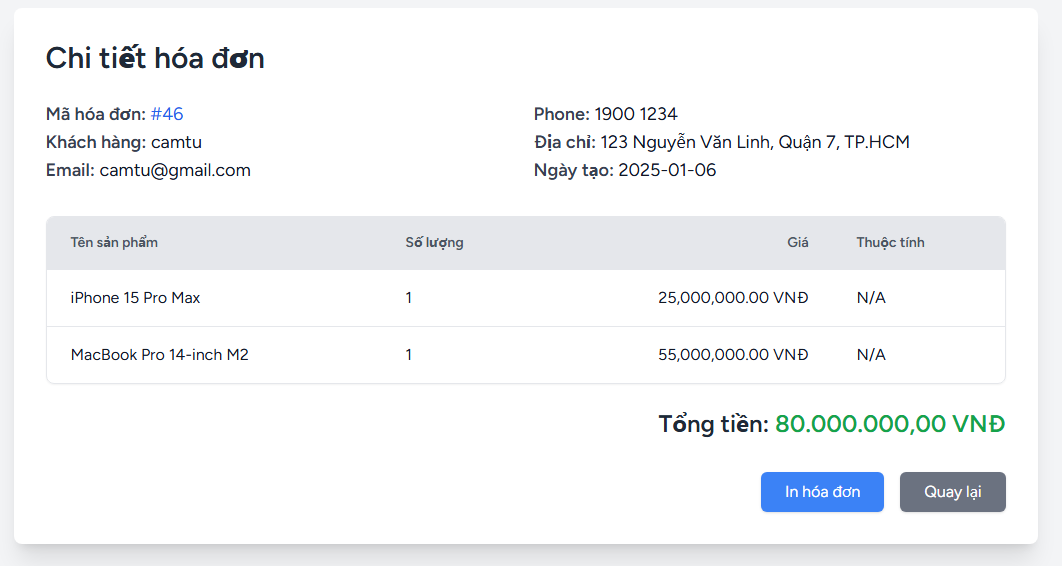 Chi tiết hóa đơn
Mã hóa đơn: #46
Khách hàng: camtu
Email: camtu@gmail.com
Phone: 1900 1234
Địa chỉ: 123 Nguyễn Văn Linh, Quận 7, TP.HCM
Ngày tạo: 2025-01-06
Tên sản phẩm Số lượng Giá Thuộc tính
iPhone 15 Pro Max 1 25,000,000.00 VNĐ N/A
MacBook Pro 14-inch M2 1 55,000,000.00 VNĐ N/A
Tổng tiền: 80.000.000,00 VNĐ
In hóa đơn Quay lại